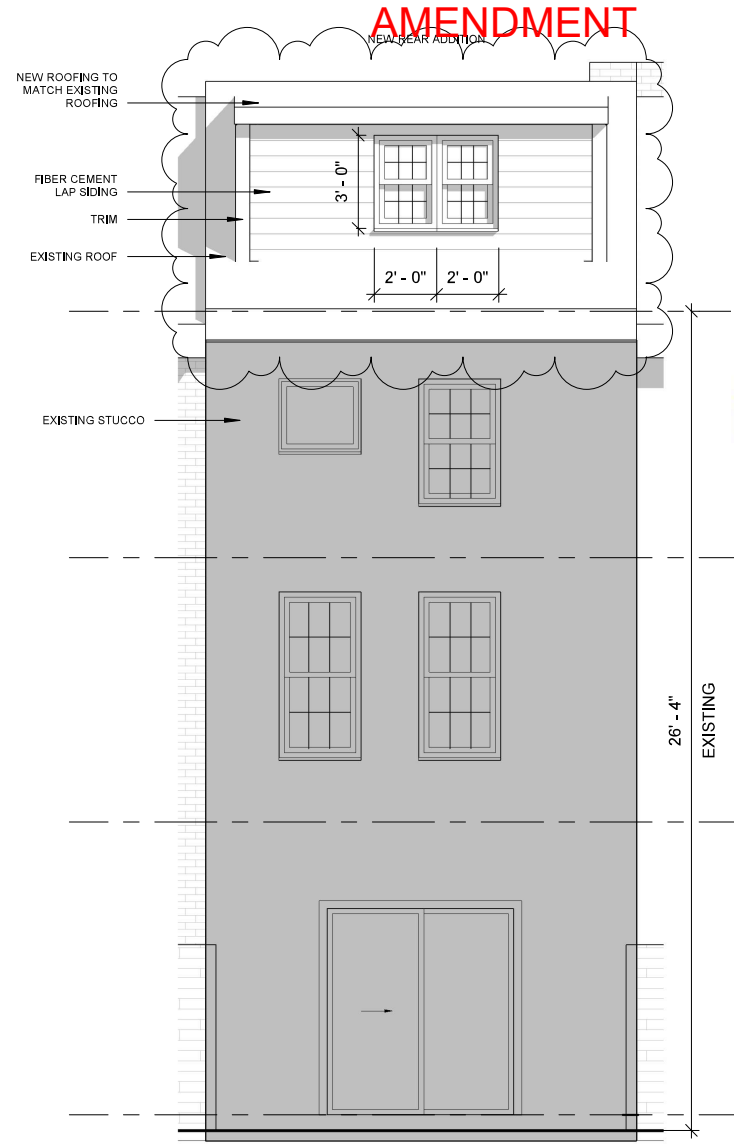 AMENDMENT
NEW REAR ADDITION
NEW ROOFING TO
MATCH EXISTING
ROOFING
3' - 0"
FIBER CEMENT
LAP SIDING
TRIM
EXISTING ROOF
2' - 0" 2' - 0"
EXISTING STUCCO
26' - 4"
EXISTING